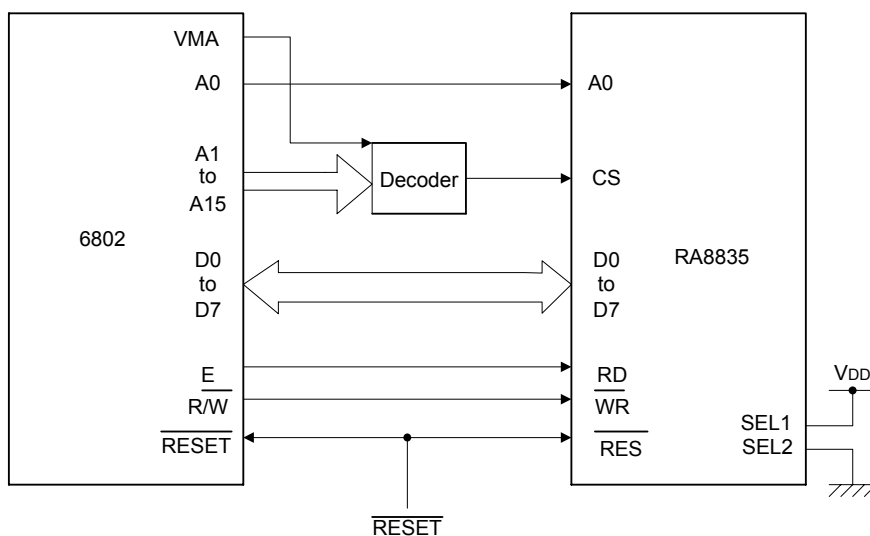 VMA
A0
A1
to
A15
6802
D0
to
D7
E
R/W
RESET
Decoder
A0
CS
RA8835
D0
to
D7
RD
WR
RES
VDD
SEL1
SEL2
RESET